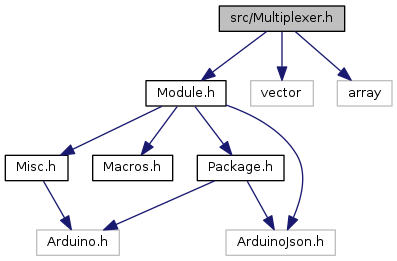 src/Multiplexer.h
Module.h
vector
array
Misc.h
Macros.h
Package.h
Arduino.h
ArduinoJson.h